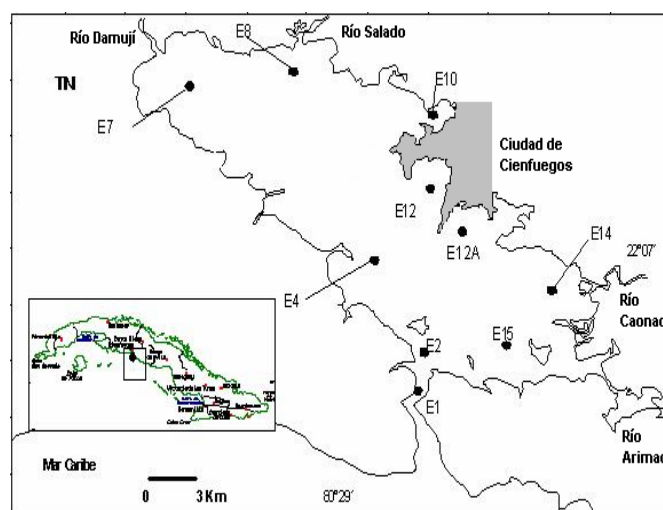 Río Damují
E8
Río Salado
TN
E10
E7
Ciudad de
Cienfuegos
E12
E12A
E14
22°07´
E4
Río
Caonao
E15
E2
E1
Río
Arimao
Mar Caribe
0 3 Km
80°29´